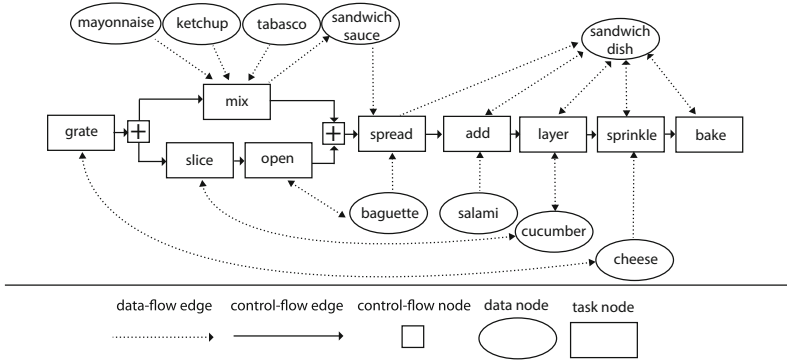 mayonnaise ketchup tabasco sandwich sauce
sandwich dish
mix
grate + + spread add layer sprinkle bake
slice open
baguette salami cucumber
cheese
data-flow edge control-flow edge control-flow node data node task node